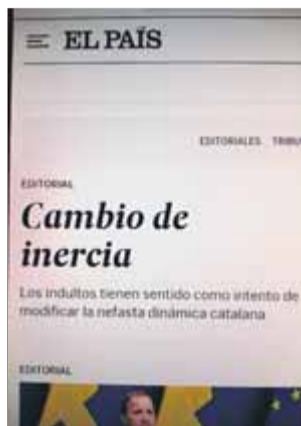 EL PAÍS
EDITORIALES TRIBU
EDITORIAL
Cambio de
inercia
Los indultos tienen sentido como intento de
modificar la nefasta dinámica catalana
EDITORIAL